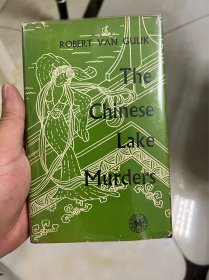 ROBERT VAN GULIK
The
Chinese
Lake
Murders